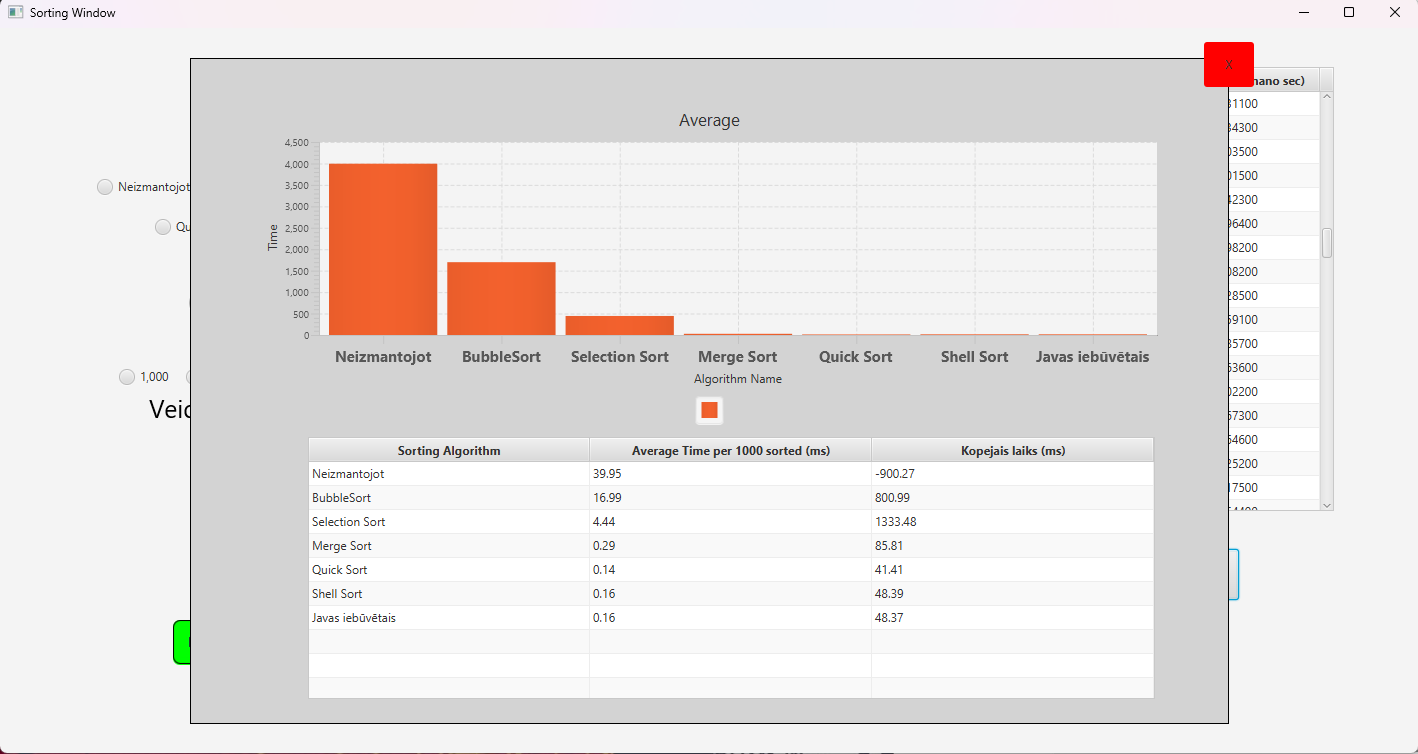 Sorting Window
X
nano sec)
31100
34300
03500
01500
Neizmantojot
42300
Qu
96400
98200
08200
28500
59100
35700
1,000
53600
02200
Veid
57300
54600
25200
17500
Average
4,500
4,000
3,500
3,000
2,500
2,000
1,500
1,000
500
0
Time
Neizmantojot BubbleSort Selection Sort Merge Sort Quick Sort Shell Sort Javas iebūvētais
Algorithm Name
Sorting Algorithm Average Time per 1000 sorted (ms) Kopejais laiks (ms)
Neizmantojot 39.95 -900.27
BubbleSort 16.99 800.99
Selection Sort 4.44 1333.48
Merge Sort 0.29 85.81
Quick Sort 0.14 41.41
Shell Sort 0.16 48.39
Javas iebūvētais 0.16 48.37